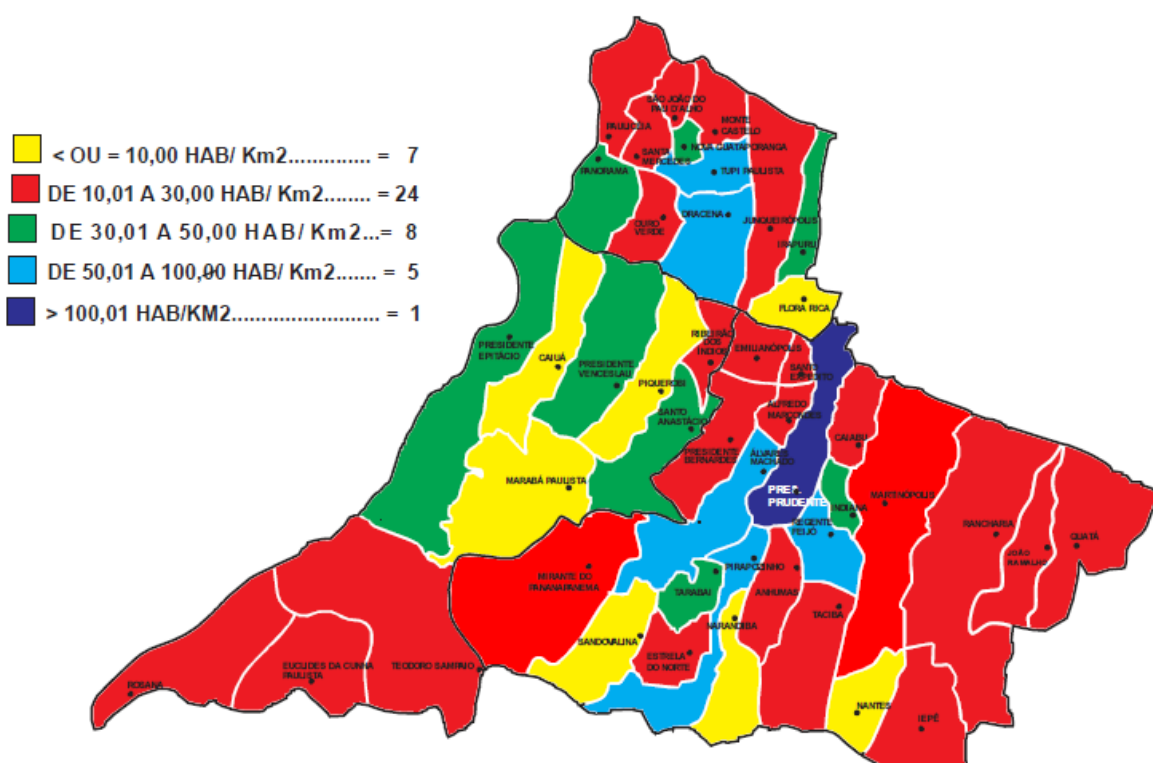 < OU = 10,00 HAB/ Km2.............. = 7
DE 10,01 A 30,00 HAB/ Km2........ = 24
DE 30,01 A 50,00 HAB/ Km2...= 8
DE 50,01 A 100,00 HAB/ Km2....... = 5
> 100,01 HAB/KM2......................... = 1
SÃO JOÃO DO
PAU D'ALHO
PAULICEIA
MONTE
CASTELO
SANTA
MERCEDES
NOVA GUATAPORANGA
PANORAMA
TUPI PAULISTA
OURO
VERDE
DRACENA
JUNQUEIRÓPOLIS
IRAPURU
FLORA RICA
PRESIDENTE
EPITÁCIO
CAIUÁ
PRESIDENTE
VENCESLAU
PIQUEROBI
RIBEIRÃO
DOS
ÍNDIOS
EMILIANÓPOLIS
SANTO
EXPEDITO
SANTO
ANASTÁCIO
ALFREDO
MARCONDES
PRESIDENTE
BERNARDES
ÁLVARES
MACHADO
CAIABU
MARABÁ PAULISTA
PRES.
PRUDENTE
INDIANA
MARTINÓPOLIS
REGENTE
FEIJÓ
RANCHARIA
JOÃO
RAMALHO
QUATÁ
MIRANTE DO
PANANAPANEMA
PIRAPOZINHO
TARABAI
ANHUMAS
TACIBA
NARANDIBA
SANDOVALINA
ESTRELA
DO NORTE
TEODORO SAMPAIO
EUCLIDES DA CUNHA
PAULISTA
ROSANA
NANTES
IEPÊ